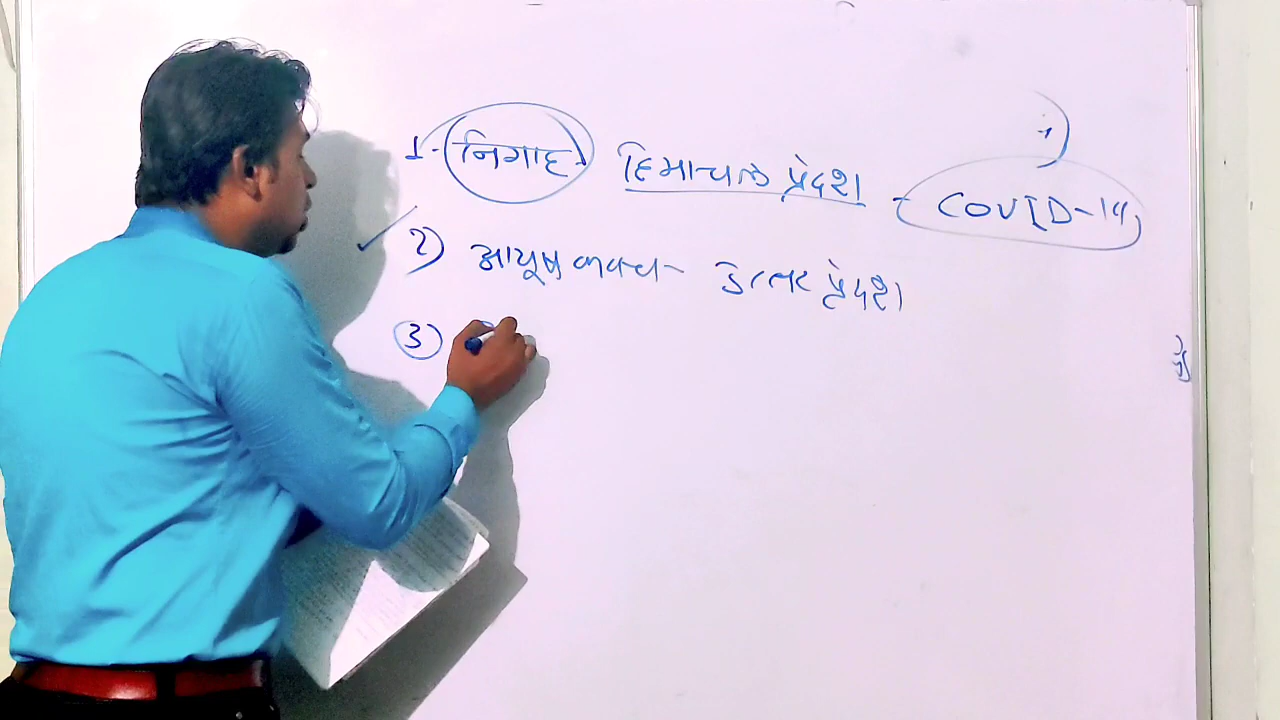 1. निगाह हिमाचल प्रदेश - COVID-19
2) आयुष कवच - उत्तर प्रदेश
3)